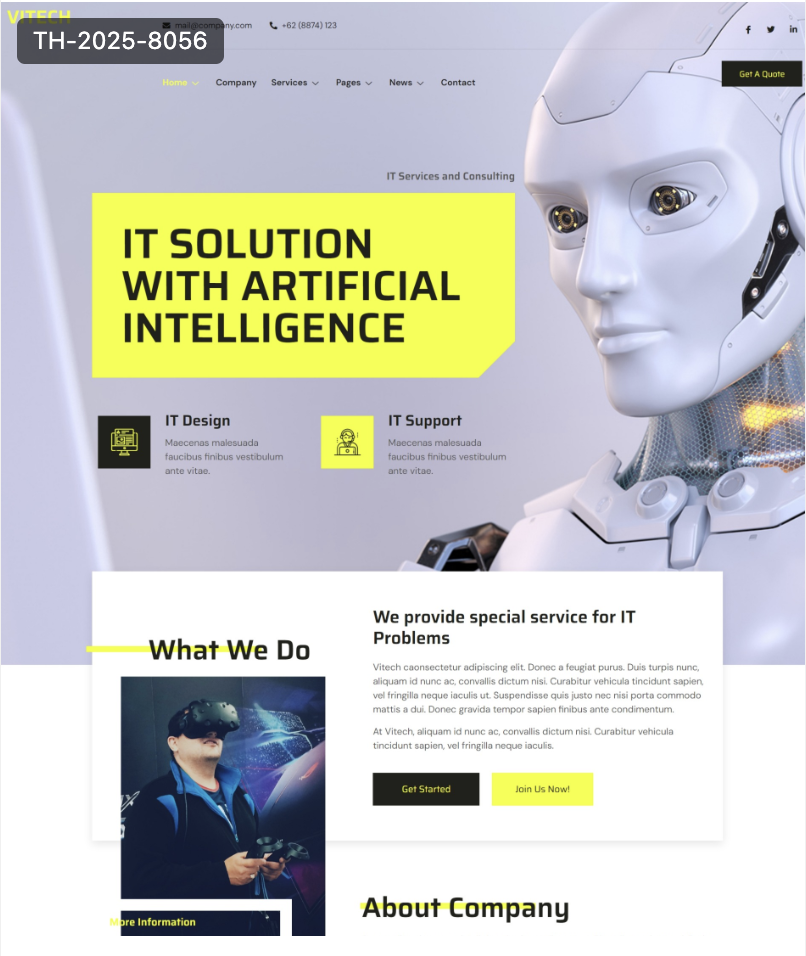 VITECH
mail@company.com
+62 (8874) 123
TH-2025-8056
Get A Quote
Home
Company
Services
Pages
News
Contact
IT Services and Consulting
IT SOLUTION
WITH ARTIFICIAL
INTELLIGENCE
IT Design
Maecenas malesuada
faucibus finibus vestibulum
ante vitae.
IT Support
Maecenas malesuada
faucibus finibus vestibulum
ante vitae.
What We Do
We provide special service for IT
Problems
Vitech caonsectetur adipiscing elit. Donec a feugiat purus. Duis turpis nunc,
aliquam id nunc ac, convallis dictum nisi. Curabitur vehicula tincidunt sapien,
vel fringilla neque iaculis ut. Suspendisse quis justo nec nisi porta commodo
mattis a dui. Donec gravida tempor sapien finibus ante condimentum.
At Vitech, aliquam id nunc ac, convallis dictum nisi. Curabitur vehicula
tincidunt sapien, vel fringilla neque iaculis.
Get Started
Join Us Now!
More Information
About Company